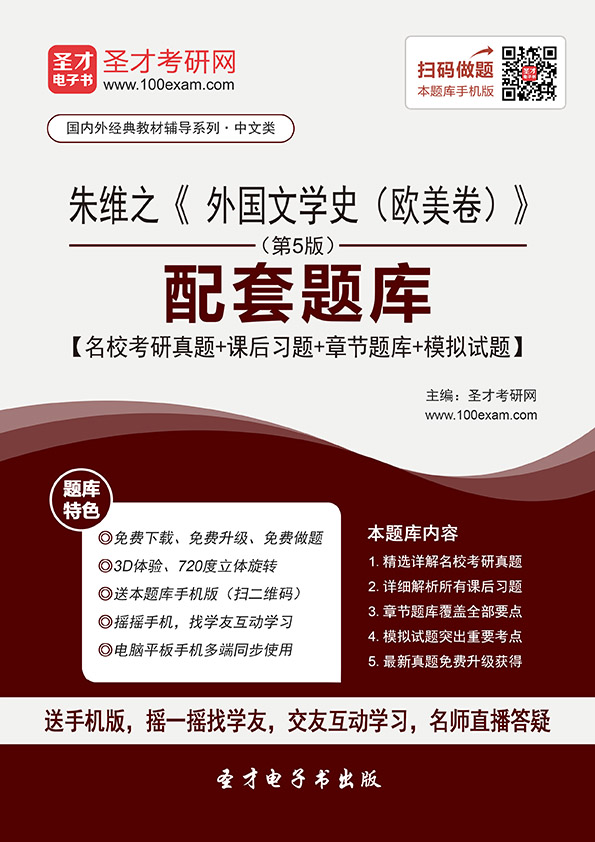 圣才电子书
圣才考研网
www.100exam.com
扫码做题
本题库手机版
圣才
国内外经典教材辅导系列·中文类
朱维之《 外国文学史(欧美卷)》
(第5版)
配套题库
【名校考研真题+课后习题+章节题库+模拟试题】
主编:圣才考研网
www.100exam.com
题库
特色
◎免费下载、免费升级、免费做题
◎3D体验、720度立体旋转
◎送本题库手机版(扫二维码)
◎摇摇手机,找学友互动学习
◎电脑平板手机多端同步使用
本题库内容
1. 精选详解名校考研真题
2. 详细解析所有课后习题
3. 章节题库覆盖全部要点
4. 模拟试题突出重要考点
5. 最新真题免费升级获得
送手机版,摇一摇找学友,交友互动学习,名师直播答疑
圣才电子书出版